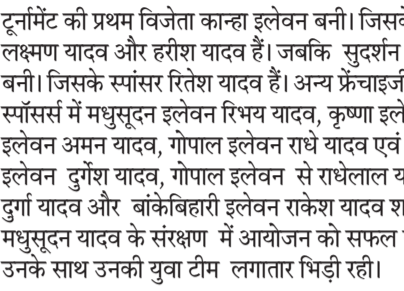 टूर्नामेंट की प्रथम विजेता कान्हा इलेवन बनी। जिसके
लक्ष्मण यादव और हरीश यादव हैं। जबकि सुदर्शन
बनी। जिसके स्पांसर रितेश यादव हैं। अन्य फ्रेंचाइजी
स्पॉसर्स में मधुसूदन इलेवन रिभय यादव, कृष्णा इले
इलेवन अमन यादव, गोपाल इलेवन राधे यादव एवं
इलेवन दुर्गेश यादव, गोपाल इलेवन से राधेलाल य
दुर्गा यादव और बांकेबिहारी इलेवन राकेश यादव श
मधुसूदन यादव के संरक्षण में आयोजन को सफल
उनके साथ उनकी युवा टीम लगातार भिड़ी रही।